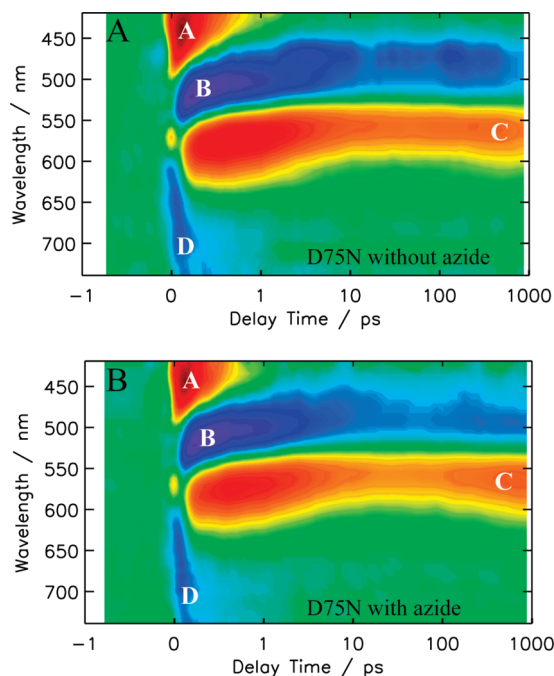 A
A
450
500
550
600
650
700
B
C
D
D75N without azide
Wavelength / nm
-1
0
1
10
100
1000
Delay Time / ps
B
A
450
500
550
600
650
700
B
C
D
D75N with azide
Wavelength / nm
-1
0
1
10
100
1000
Delay Time / ps